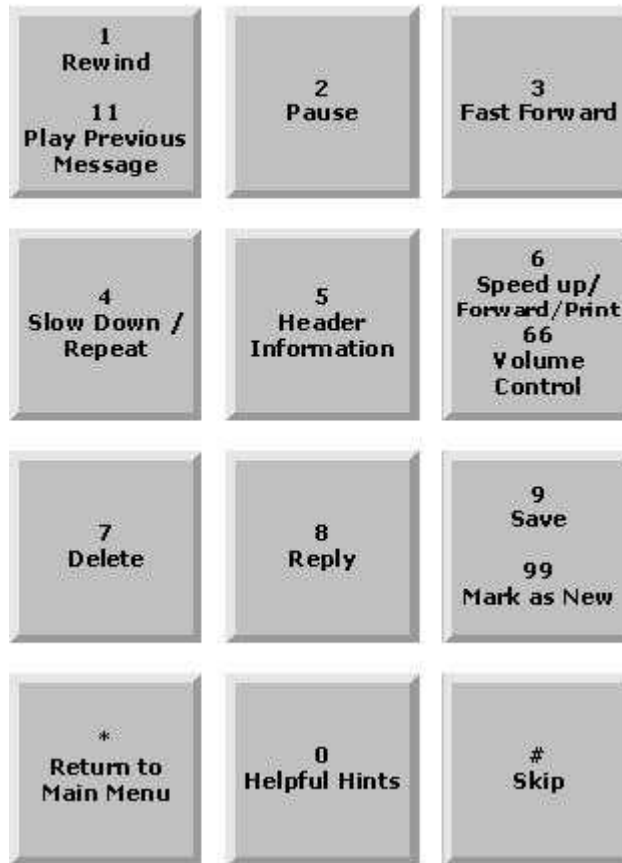 1
Rewind
11
Play Previous
Message
2
Pause
3
Fast Forward
4
Slow Down /
Repeat
5
Header
Information
6
Speed up/
Forward/Print
66
Volume
Control
7
Delete
8
Reply
9
Save
99
Mark as New
*
Return to
Main Menu
0
Helpful Hints
#
Skip